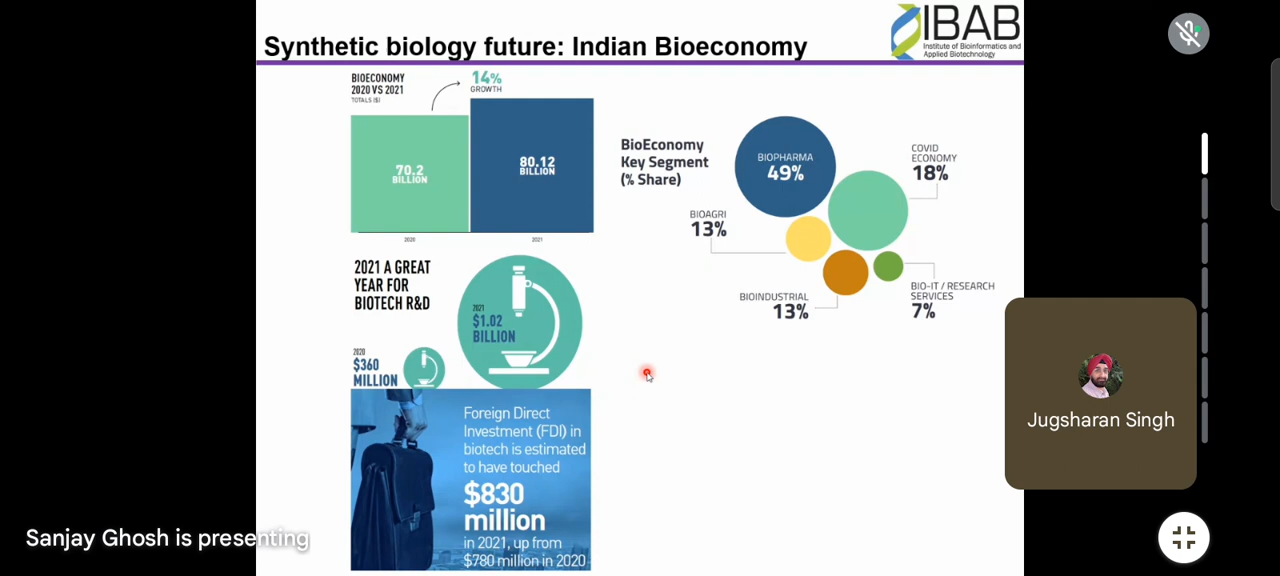 Synthetic biology future: Indian Bioeconomy
IBAB
Institute of Bioinformatics and
Applied Biotechnology
BIOECONOMY
2020 VS 2021
TOTALS ($)
14%
GROWTH
70.2
BILLION
80.12
BILLION
2020
2021
BioEconomy
Key Segment
(% Share)
BIOPHARMA
49%
COVID
ECONOMY
18%
BIOAGRI
13%
BIOINDUSTRIAL
13%
BIO-IT / RESEARCH
SERVICES
7%
2021 A GREAT
YEAR FOR
BIOTECH R&D
2021
$1.02
BILLION
2020
$360
MILLION
Foreign Direct
Investment (FDI) in
biotech is estimated
to have touched
$830
million
in 2021, up from
$780 million in 2020
Jugsharan Singh
Sanjay Ghosh is presenting